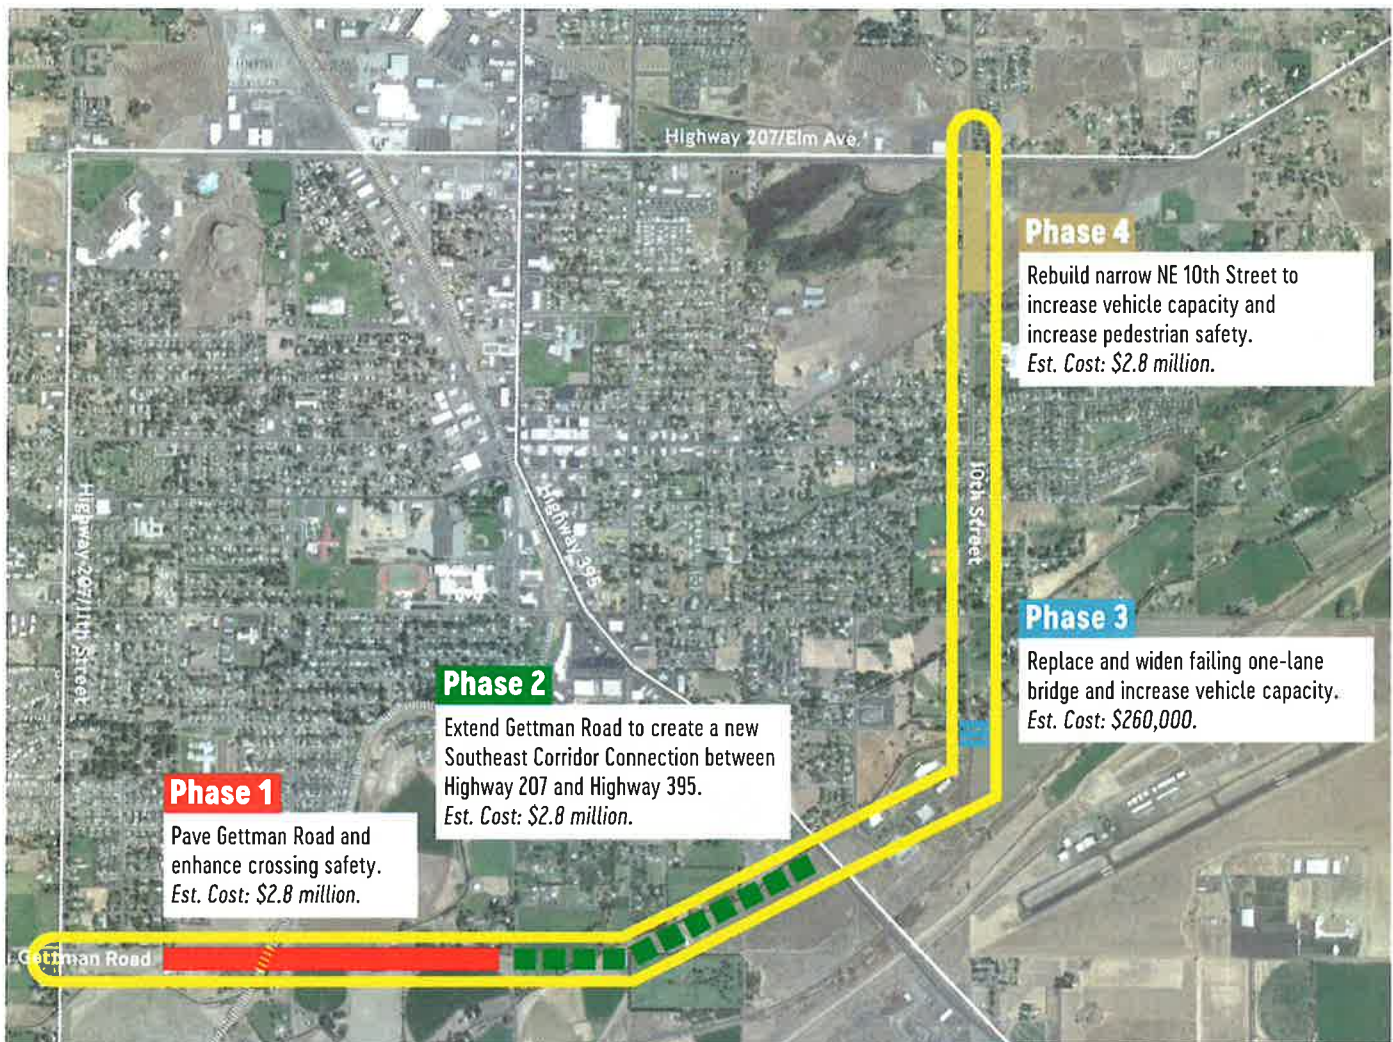 Highway 207/Elm Ave.
Phase 4
Rebuild narrow NE 10th Street to
increase vehicle capacity and
increase pedestrian safety.
Est. Cost: $2.8 million.
10th Street
Highway 395
Highway 207/11th Street
Phase 3
Replace and widen failing one-lane
bridge and increase vehicle capacity.
Est. Cost: $260,000.
Phase 2
Extend Gettman Road to create a new
Southeast Corridor Connection between
Highway 207 and Highway 395.
Est. Cost: $2.8 million.
Phase 1
Pave Gettman Road and
enhance crossing safety.
Est. Cost: $2.8 million.
Gettman Road